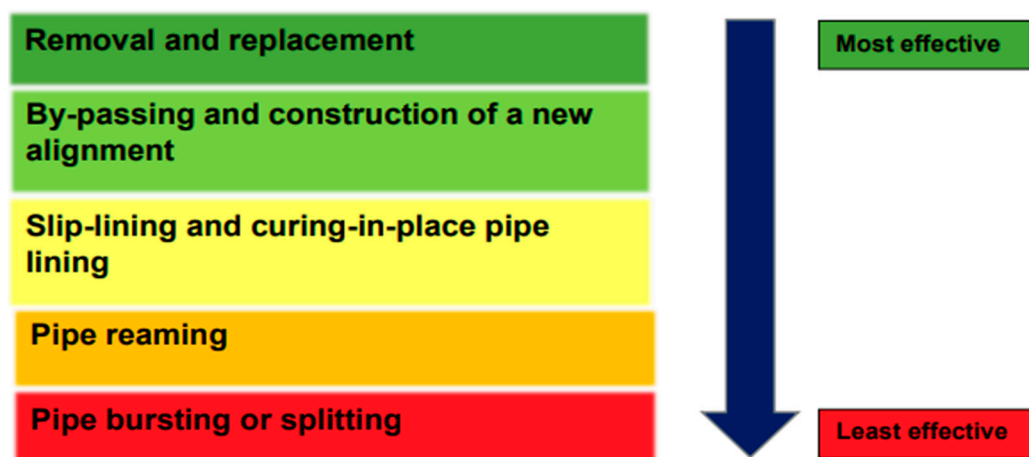 Removal and replacement
Most effective
By-passing and construction of a new
alignment
Slip-lining and curing-in-place pipe
lining
Pipe reaming
Pipe bursting or splitting
Least effective